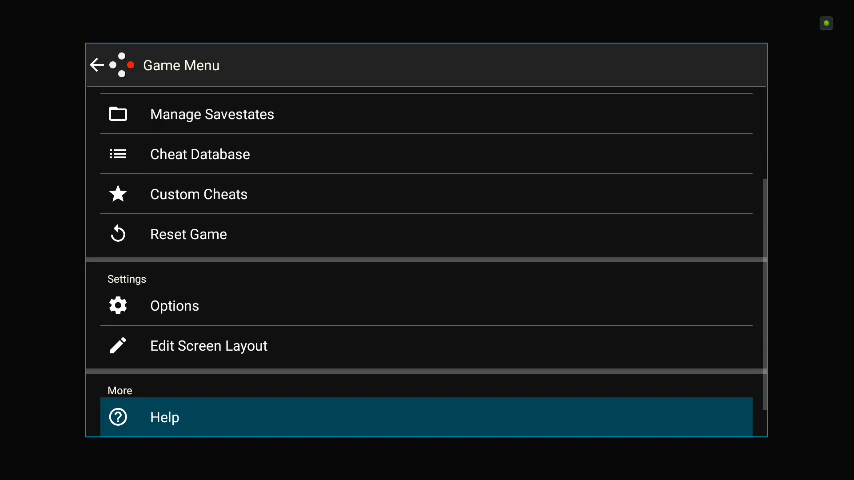 Game Menu
Manage Savestates
Cheat Database
Custom Cheats
Reset Game
Settings
Options
Edit Screen Layout
More
Help